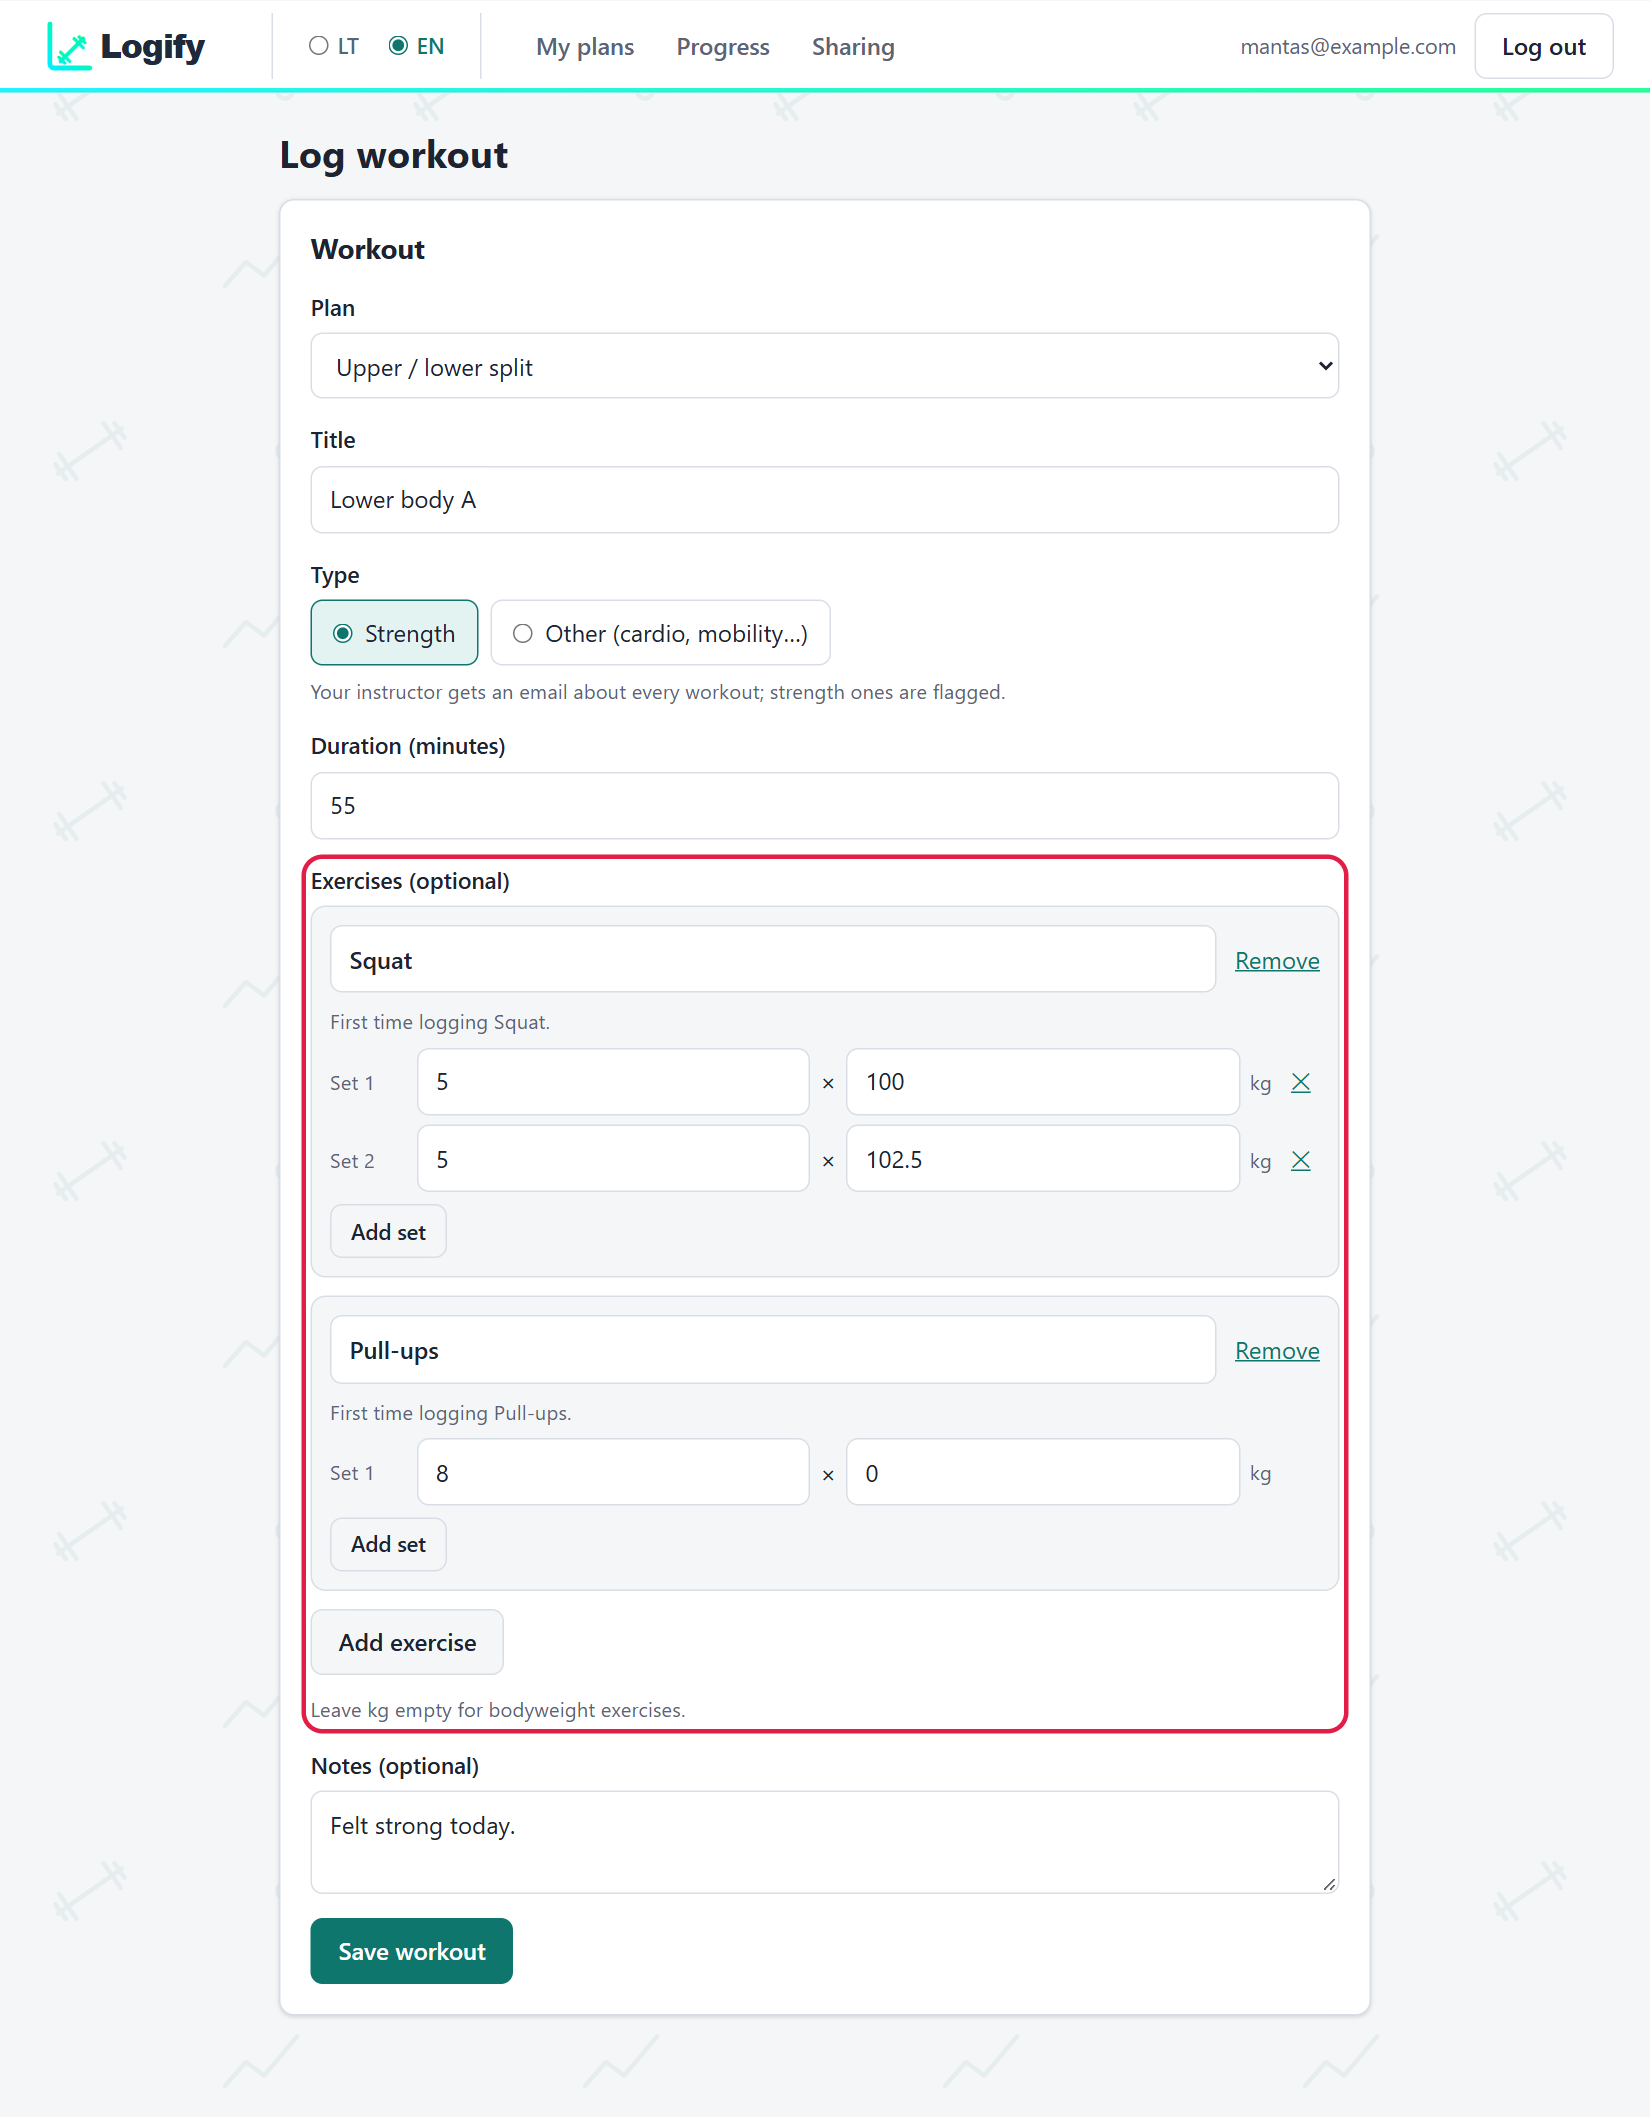 Logify
LT EN My plans Progress Sharing mantas@example.com Log out
Log workout
Workout
Plan
Upper / lower split
Title
Lower body A
Type
Strength Other (cardio, mobility...)
Your instructor gets an email about every workout; strength ones are flagged.
Duration (minutes)
55
Exercises (optional)
Squat Remove
First time logging Squat.
Set 1 5 × 100 kg ×
Set 2 5 × 102.5 kg ×
Add set
Pull-ups Remove
First time logging Pull-ups.
Set 1 8 × 0 kg
Add set
Add exercise
Leave kg empty for bodyweight exercises.
Notes (optional)
Felt strong today.
Save workout